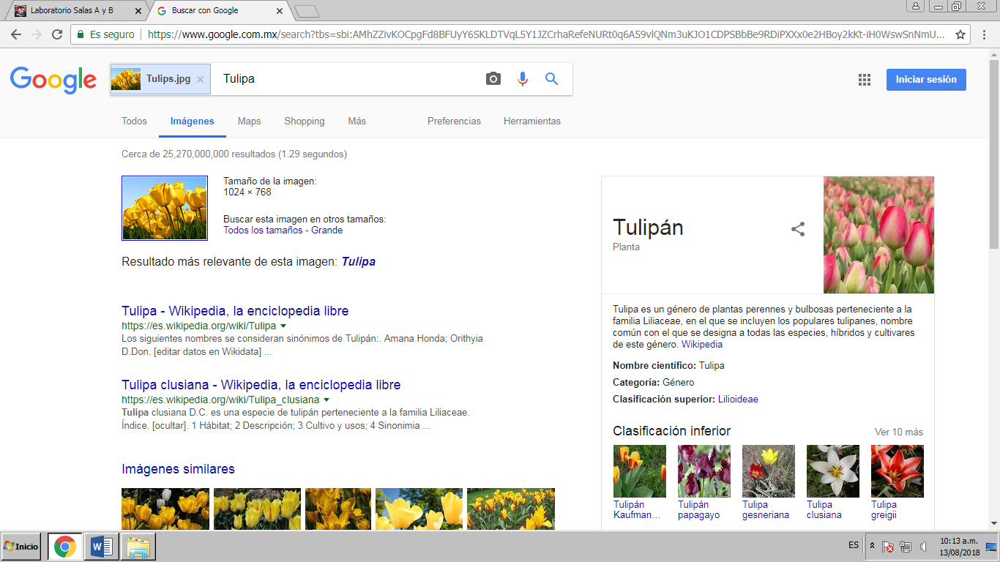 Laboratorio Salas A y B
Buscar con Google
Es seguro
https://www.google.com.mx/search?tbs=sbi:AMhZZivKOCpgFd8BFUyY6SKLDTVqL5Y1JZCrhaRefeNURt0q6A59vlQNm3uKJO1CDPSBbBe9RDiPXXx0e2HBoy2kKt-iH0WswSnNmU...
Google
Tulips.jpg
Tulipa
Iniciar sesión
Todos
Imágenes
Maps
Shopping
Más
Preferencias
Herramientas
Cerca de 25,270,000,000 resultados (1.29 segundos)
Tamaño de la imagen:
1024 × 768
Buscar esta imagen en otros tamaños:
Todos los tamaños - Grande
Resultado más relevante de esta imagen: Tulipa
Tulipa - Wikipedia, la enciclopedia libre
https://es.wikipedia.org/wiki/Tulipa
Los siguientes nombres se consideran sinónimos de Tulipán:. Amana Honda; Orithyia
D.Don. [editar datos en Wikidata] ...
Tulipa clusiana - Wikipedia, la enciclopedia libre
https://es.wikipedia.org/wiki/Tulipa_clusiana
Tulipa clusiana D.C. es una especie de tulipán perteneciente a la familia Liliaceae.
Índice. [ocultar]. 1 Hábitat; 2 Descripción; 3 Cultivo y usos; 4 Sinonimia ...
Imágenes similares
Tulipán
Planta
Tulipa es un género de plantas perennes y bulbosas perteneciente a la
familia Liliaceae, en el que se incluyen los populares tulipanes, nombre
común con el que se designa a todas las especies, híbridos y cultivares
de este género. Wikipedia
Nombre científico: Tulipa
Categoría: Género
Clasificación superior: Lilioideae
Clasificación inferior
Ver 10 más
Tulipán
Kaufman...
Tulipán
papagayo
Tulipa
gesneriana
Tulipa
clusiana
Tulipa
greigii
Inicio
ES
10:13 a.m.
13/08/2018